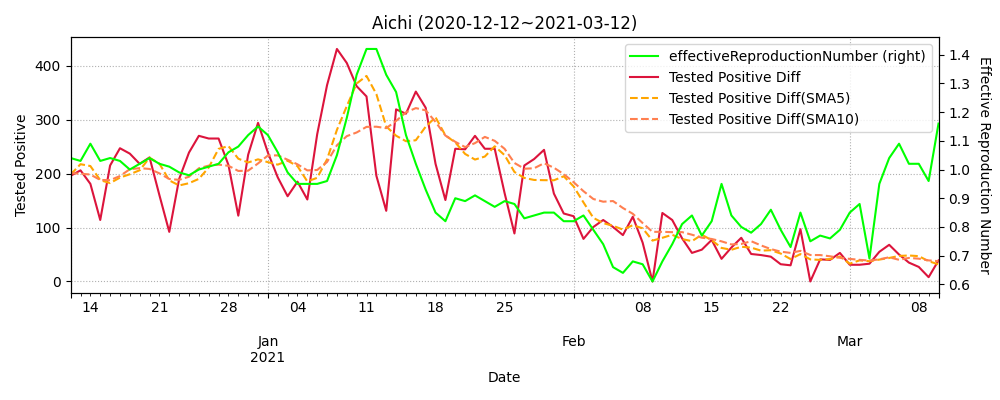 Aichi (2020-12-12~2021-03-12)
effectiveReproductionNumber (right)
Tested Positive Diff
Tested Positive Diff(SMA5)
Tested Positive Diff(SMA10)
Tested Positive
400
300
200
100
0
1.4
1.3
1.2
1.1
1.0
0.9
0.8
0.7
0.6
Effective Reproduction Number
14 21 28 04 11 18 25 08 15 22 08
Jan Feb Mar
2021
Date